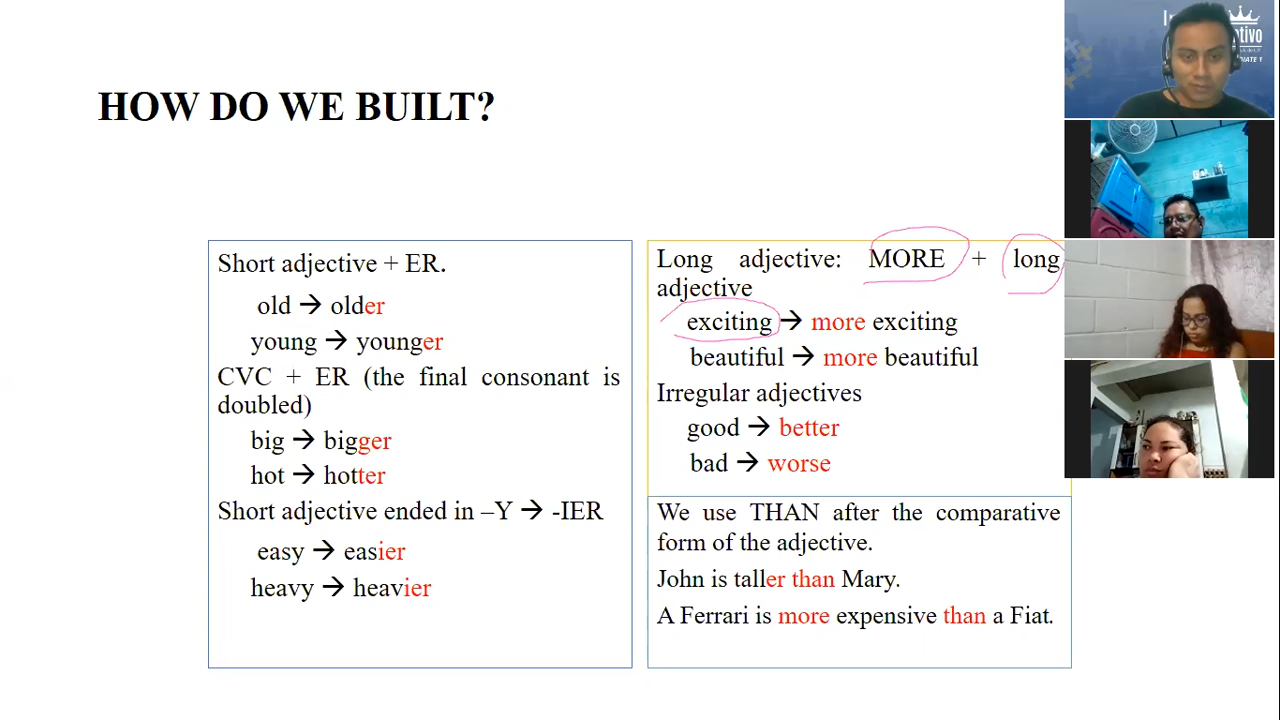 HOW DO WE BUILT?
Short adjective + ER.
old → older
young → younger
CVC + ER (the final consonant is
doubled)
big → bigger
hot → hotter
Short adjective ended in –Y → -IER
easy → easier
heavy → heavier
Long adjective: MORE + long
adjective
exciting → more exciting
beautiful → more beautiful
Irregular adjectives
good → better
bad → worse
We use THAN after the comparative
form of the adjective.
John is taller than Mary.
A Ferrari is more expensive than a Fiat.